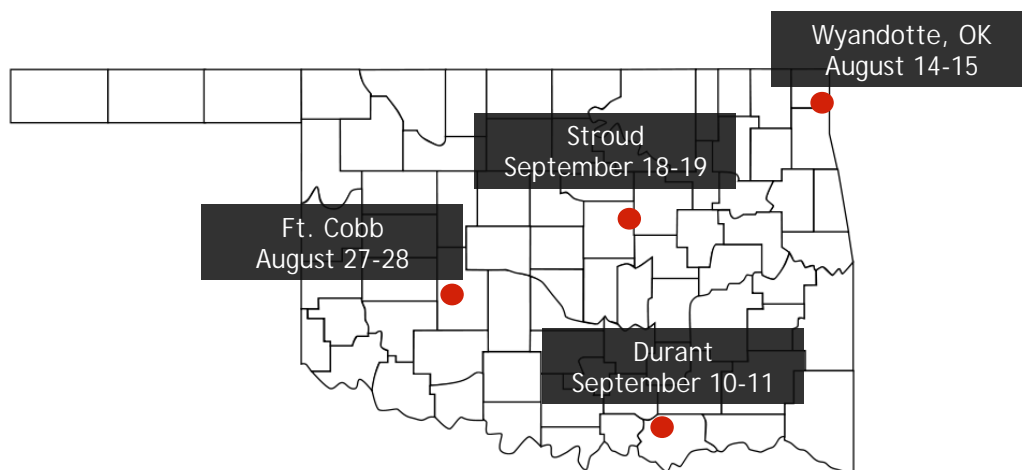 Wyandotte, OK
August 14-15
Stroud
September 18-19
Ft. Cobb
August 27-28
Durant
September 10-11